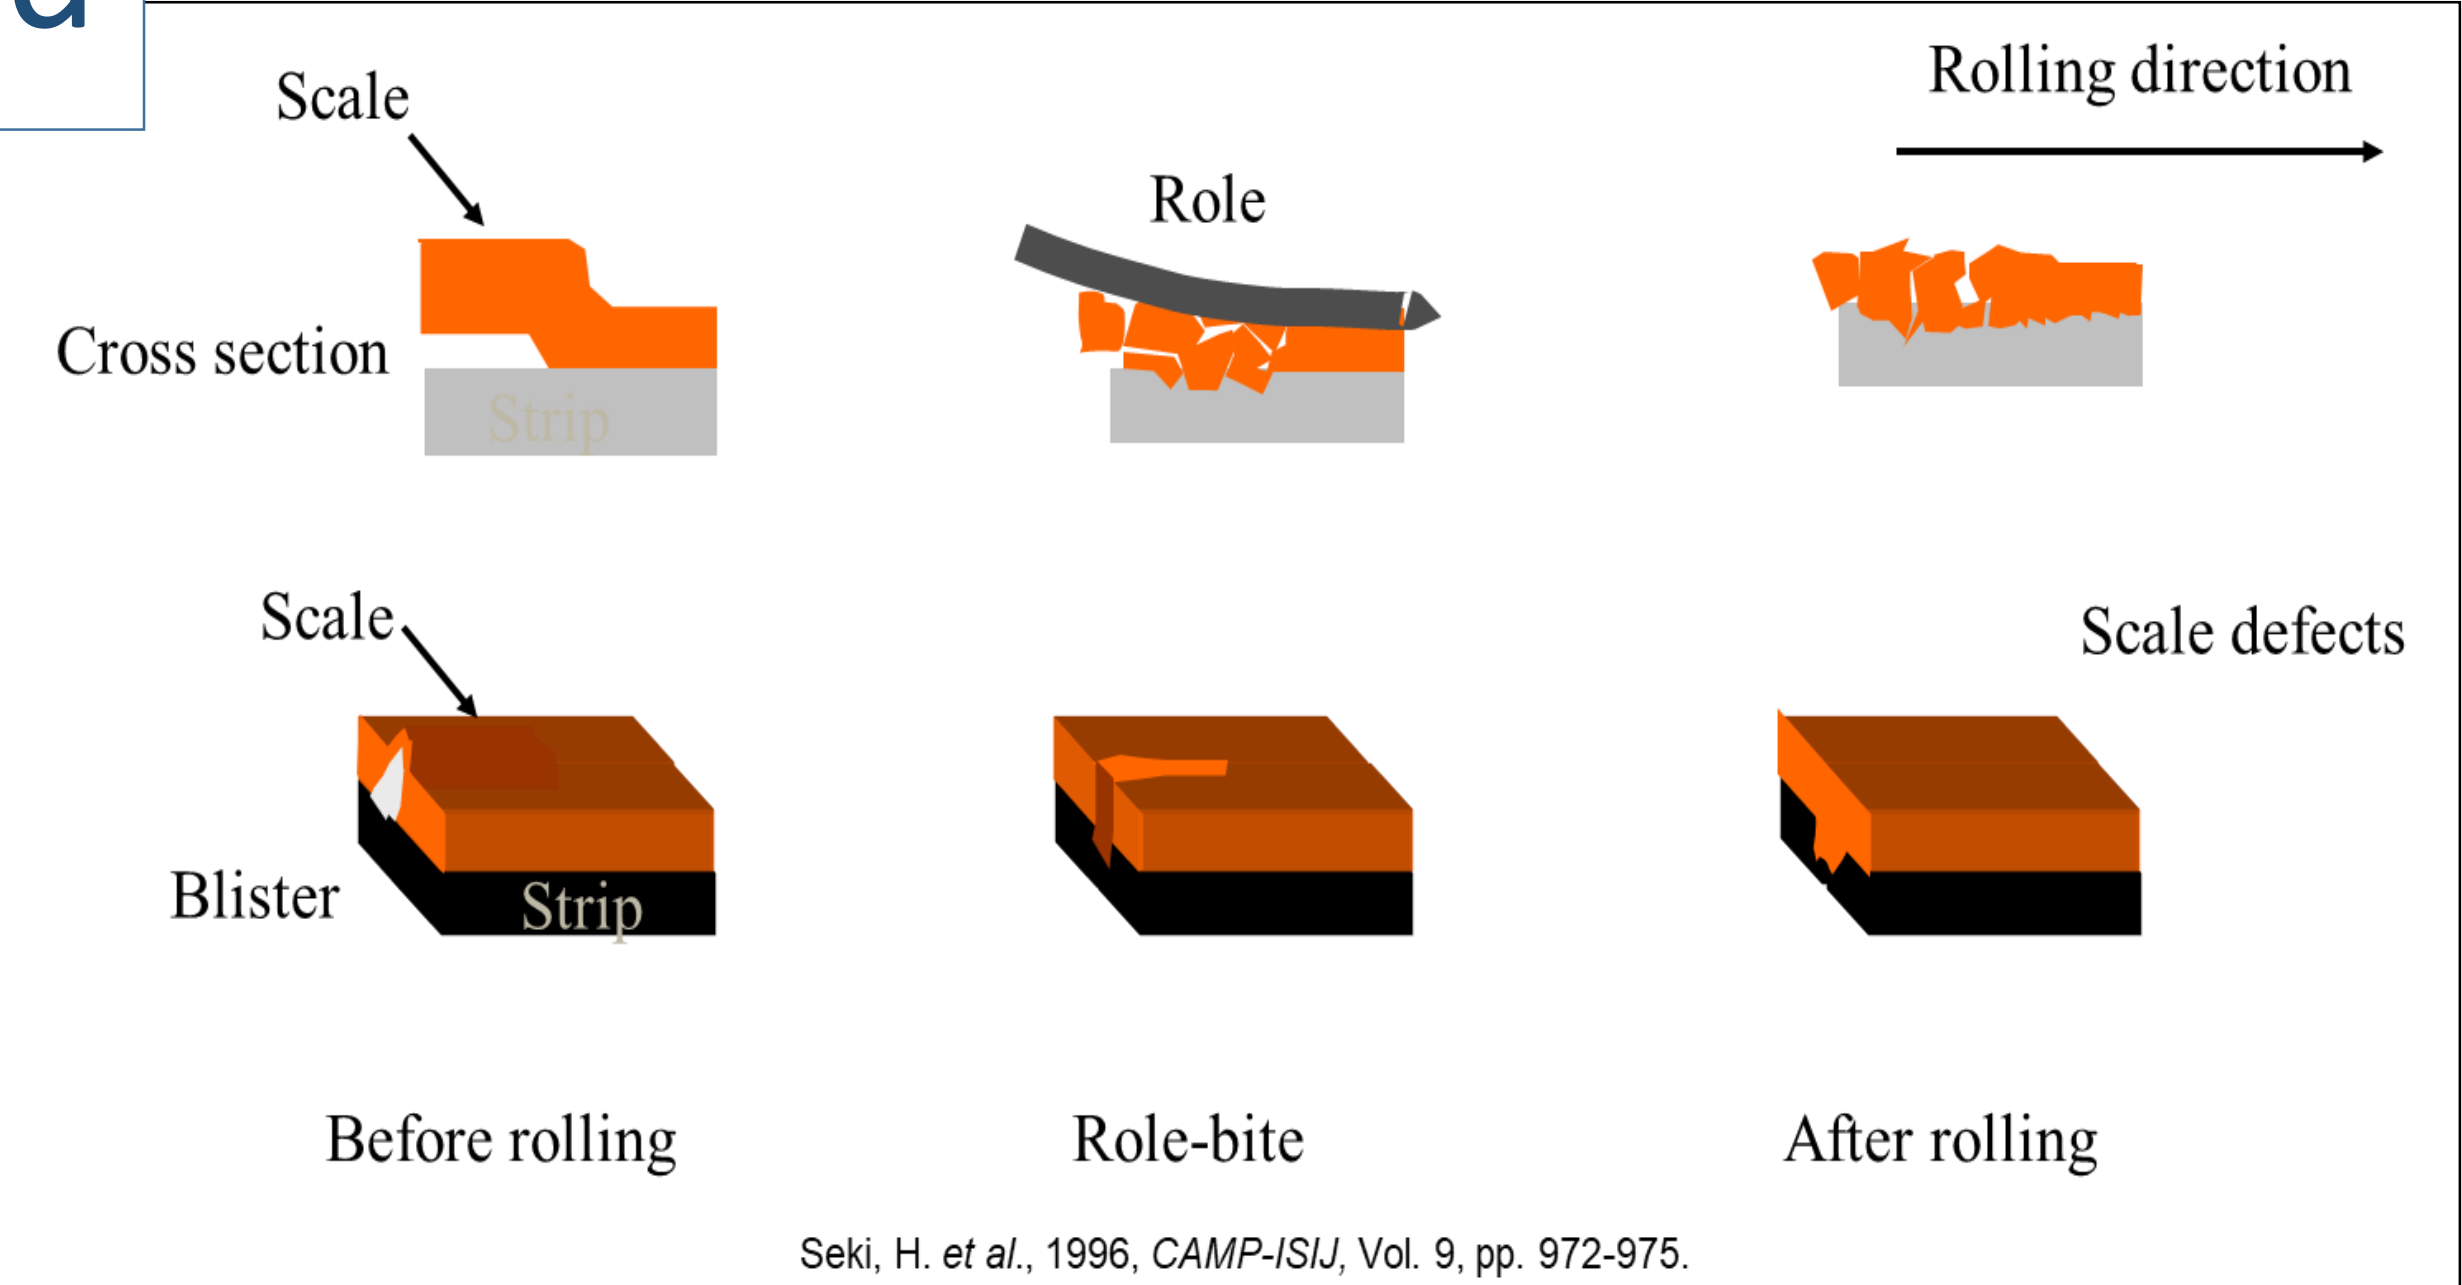 Scale
Rolling direction
Role
Cross section
Strip
Scale
Scale defects
Blister
Strip
Before rolling
Role-bite
After rolling
Seki, H. et al., 1996, CAMP-ISIJ, Vol. 9, pp. 972-975.